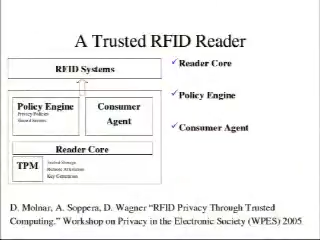 A Trusted RFID Reader
RFID Systems
Policy Engine
Privacy Policies
Consumer
Agent
Reader Core
TPM
Key Generation
Reader Core
Policy Engine
Consumer Agent
D. Molnar, A. Soppera, D. Wagner “RFID Privacy Through Trusted
Computing.” Workshop on Privacy in the Electronic Society (WPES) 2005